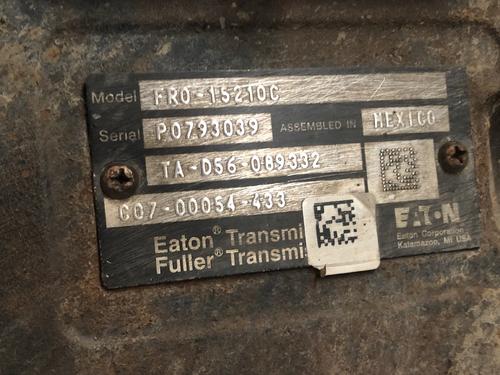 Model FRO-15210C
Serial P0793039 ASSEMBLED IN MEXICO
TA-D56-089332
C07-00054-433
EATON
Eaton® Transmi
Eaton Corporation
Fuller® Transmis
Kalamazoo, MI USA